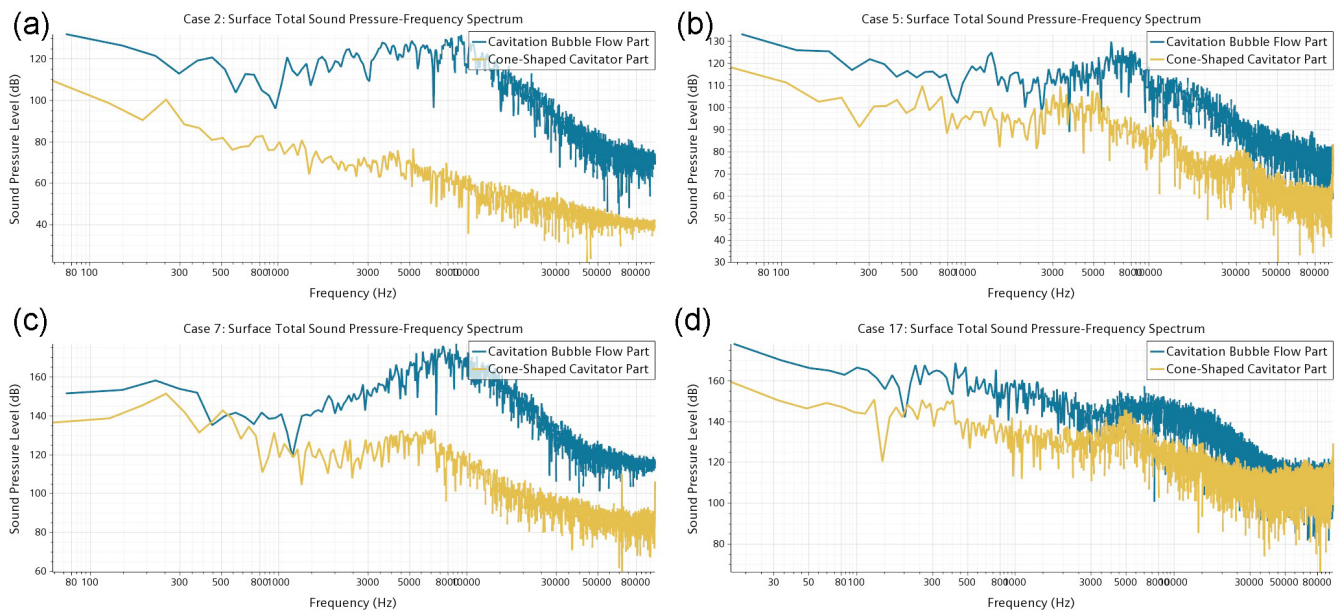 (a)
Case 2: Surface Total Sound Pressure-Frequency Spectrum
Cavitation Bubble Flow Part
Cone-Shaped Cavitator Part
Sound Pressure Level (dB)
120
100
80
60
40
80 100 300 500 800 1000 3000 5000 8000 10000 30000 50000 80000
Frequency (Hz)
(b)
Case 5: Surface Total Sound Pressure-Frequency Spectrum
Cavitation Bubble Flow Part
Cone-Shaped Cavitator Part
Sound Pressure Level (dB)
130
120
110
100
90
80
70
60
50
40
30
80 100 300 500 800 1000 3000 5000 8000 10000 30000 50000 80000
Frequency (Hz)
(c)
Case 7: Surface Total Sound Pressure-Frequency Spectrum
Cavitation Bubble Flow Part
Cone-Shaped Cavitator Part
Sound Pressure Level (dB)
160
140
120
100
80
60
80 100 300 500 800 1000 3000 5000 8000 10000 30000 50000 80000
Frequency (Hz)
(d)
Case 17: Surface Total Sound Pressure-Frequency Spectrum
Cavitation Bubble Flow Part
Cone-Shaped Cavitator Part
Sound Pressure Level (dB)
160
140
120
100
80
30 50 80 100 300 500 800 1000 3000 5000 8000 10000 30000 50000 80000
Frequency (Hz)